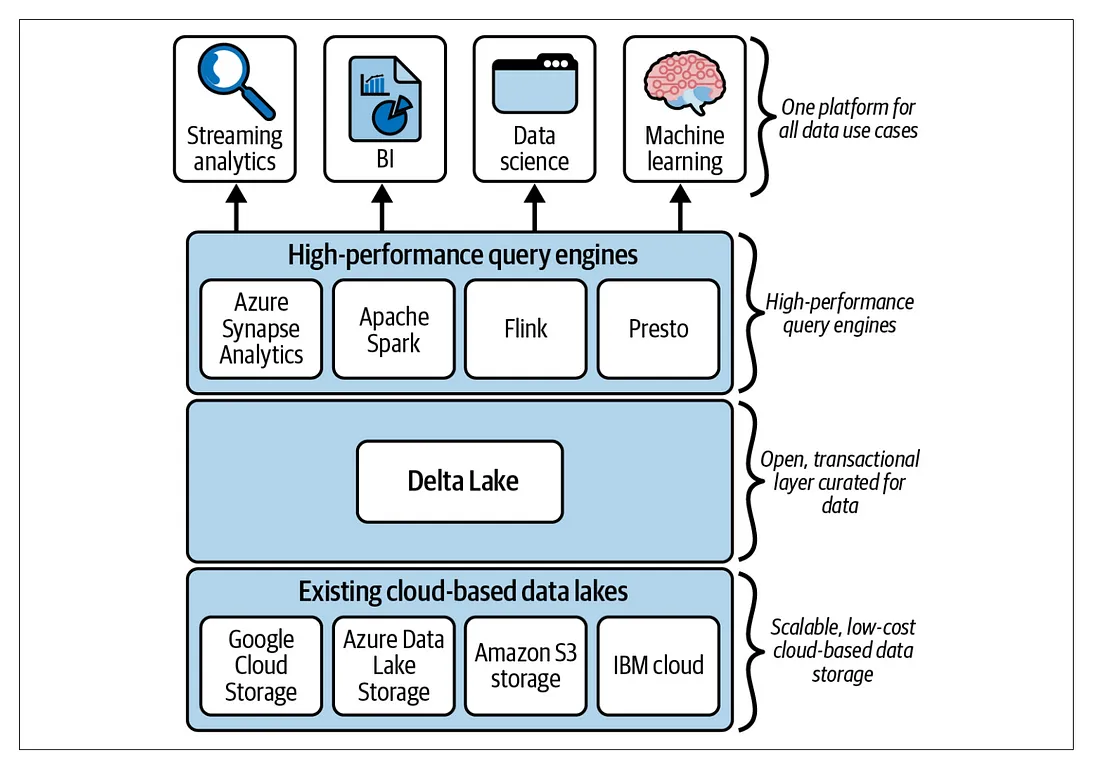 Streaming
analytics
BI
Data
science
Machine
learning
One platform for
all data use cases
High-performance query engines
Azure
Synapse
Analytics
Apache
Spark
Flink
Presto
High-performance
query engines
Delta Lake
Open, transactional
layer curated for
data
Existing cloud-based data lakes
Google
Cloud
Storage
Azure Data
Lake
Storage
Amazon S3
storage
IBM cloud
Scalable, low-cost
cloud-based data
storage